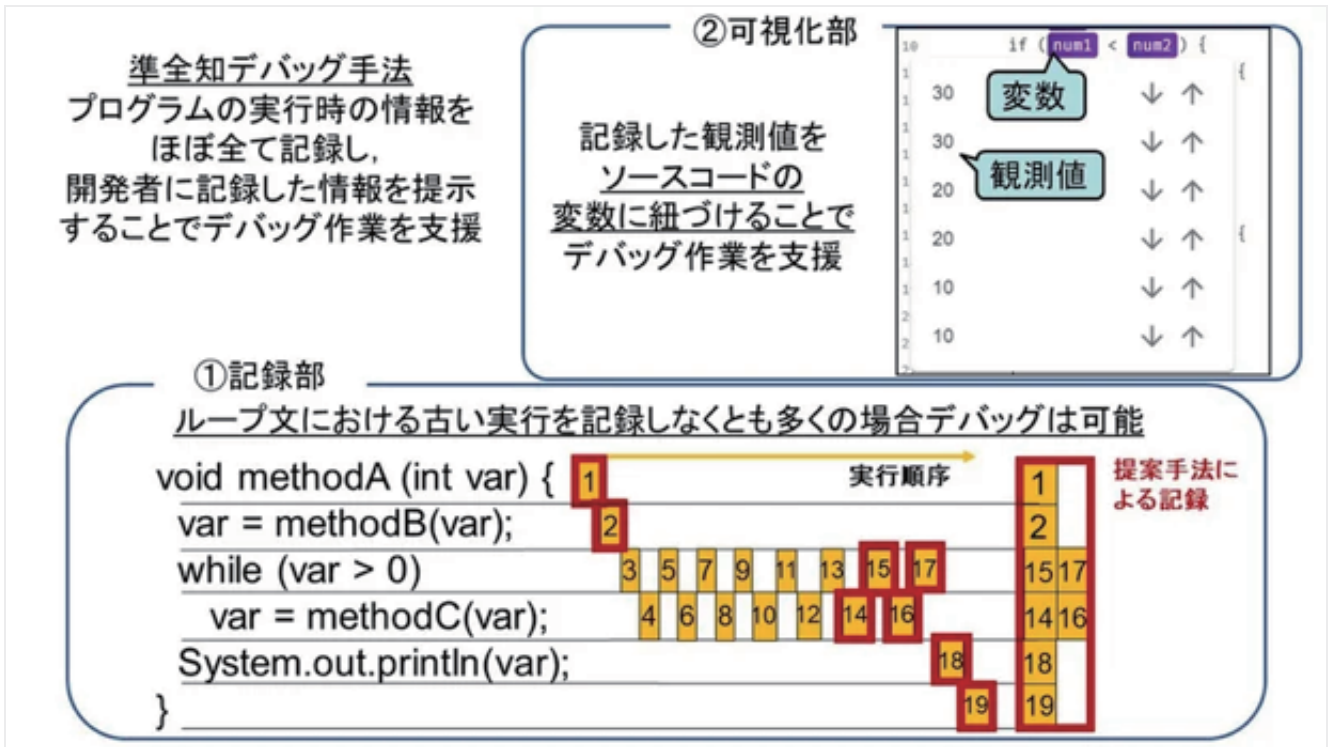 準全知デバッグ手法
プログラムの実行時の情報を
ほぼ全て記録し,
開発者に記録した情報を提示
することでデバッグ作業を支援
②可視化部
記録した観測値を
ソースコードの
変数に紐づけることで
デバッグ作業を支援
10 if (num1 < num2) {
{
30 変数 ↓ ↑
30 ↓ ↑
観測値
20 ↓ ↑
20 ↓ ↑ {
10 ↓ ↑
10 ↓ ↑
①記録部
ループ文における古い実行を記録しなくとも多くの場合デバッグは可能
void methodA (int var) { 1 実行順序 1
提案手法に
よる記録
var = methodB(var); 2 2
while (var > 0) 3 5 7 9 11 13 15 17 15 17
var = methodC(var); 4 6 8 10 12 14 16 14 16
System.out.println(var); 18 18
} 19 19